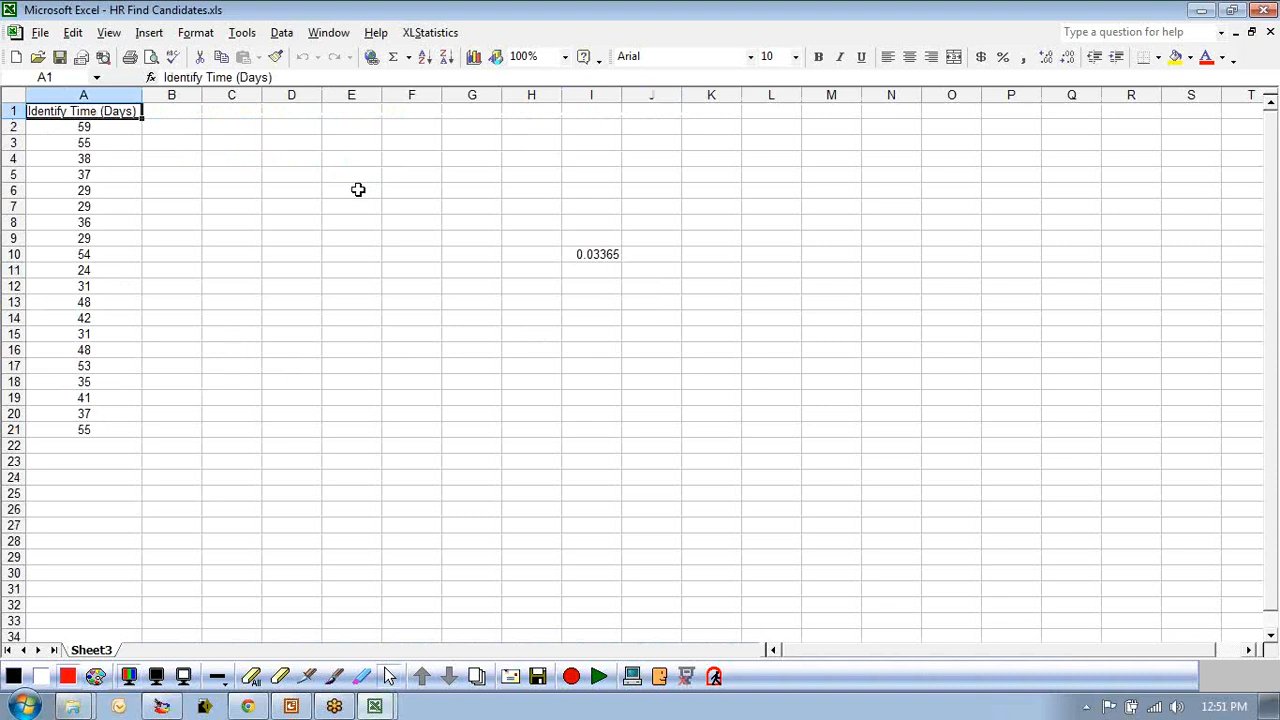 Microsoft Excel - HR Find Candidates.xls
File Edit View Insert Format Tools Data Window Help XLStatistics
Type a question for help
100% Arial 10 B I U $ % ,
A1 fx Identify Time (Days)
A B C D E F G H I J K L M N O P Q R S T
1 Identify Time (Days)
2 59
3 55
4 38
5 37
6 29
7 29
8 36
9 29
10 54 0.03365
11 24
12 31
13 48
14 42
15 31
16 48
17 53
18 35
19 41
20 37
21 55
22
23
24
25
26
27
28
29
30
31
32
33
34
Sheet3
All
12:51 PM